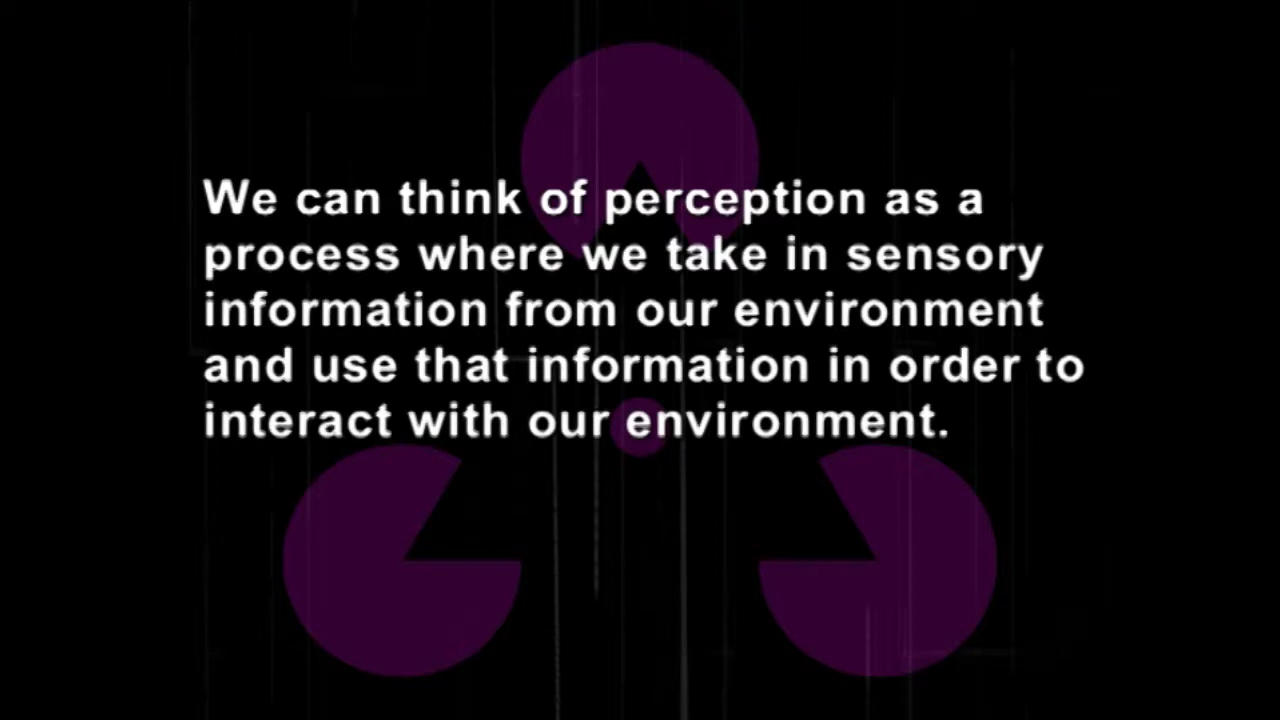 We can think of perception as a
process where we take in sensory
information from our environment
and use that information in order to
interact with our environment.